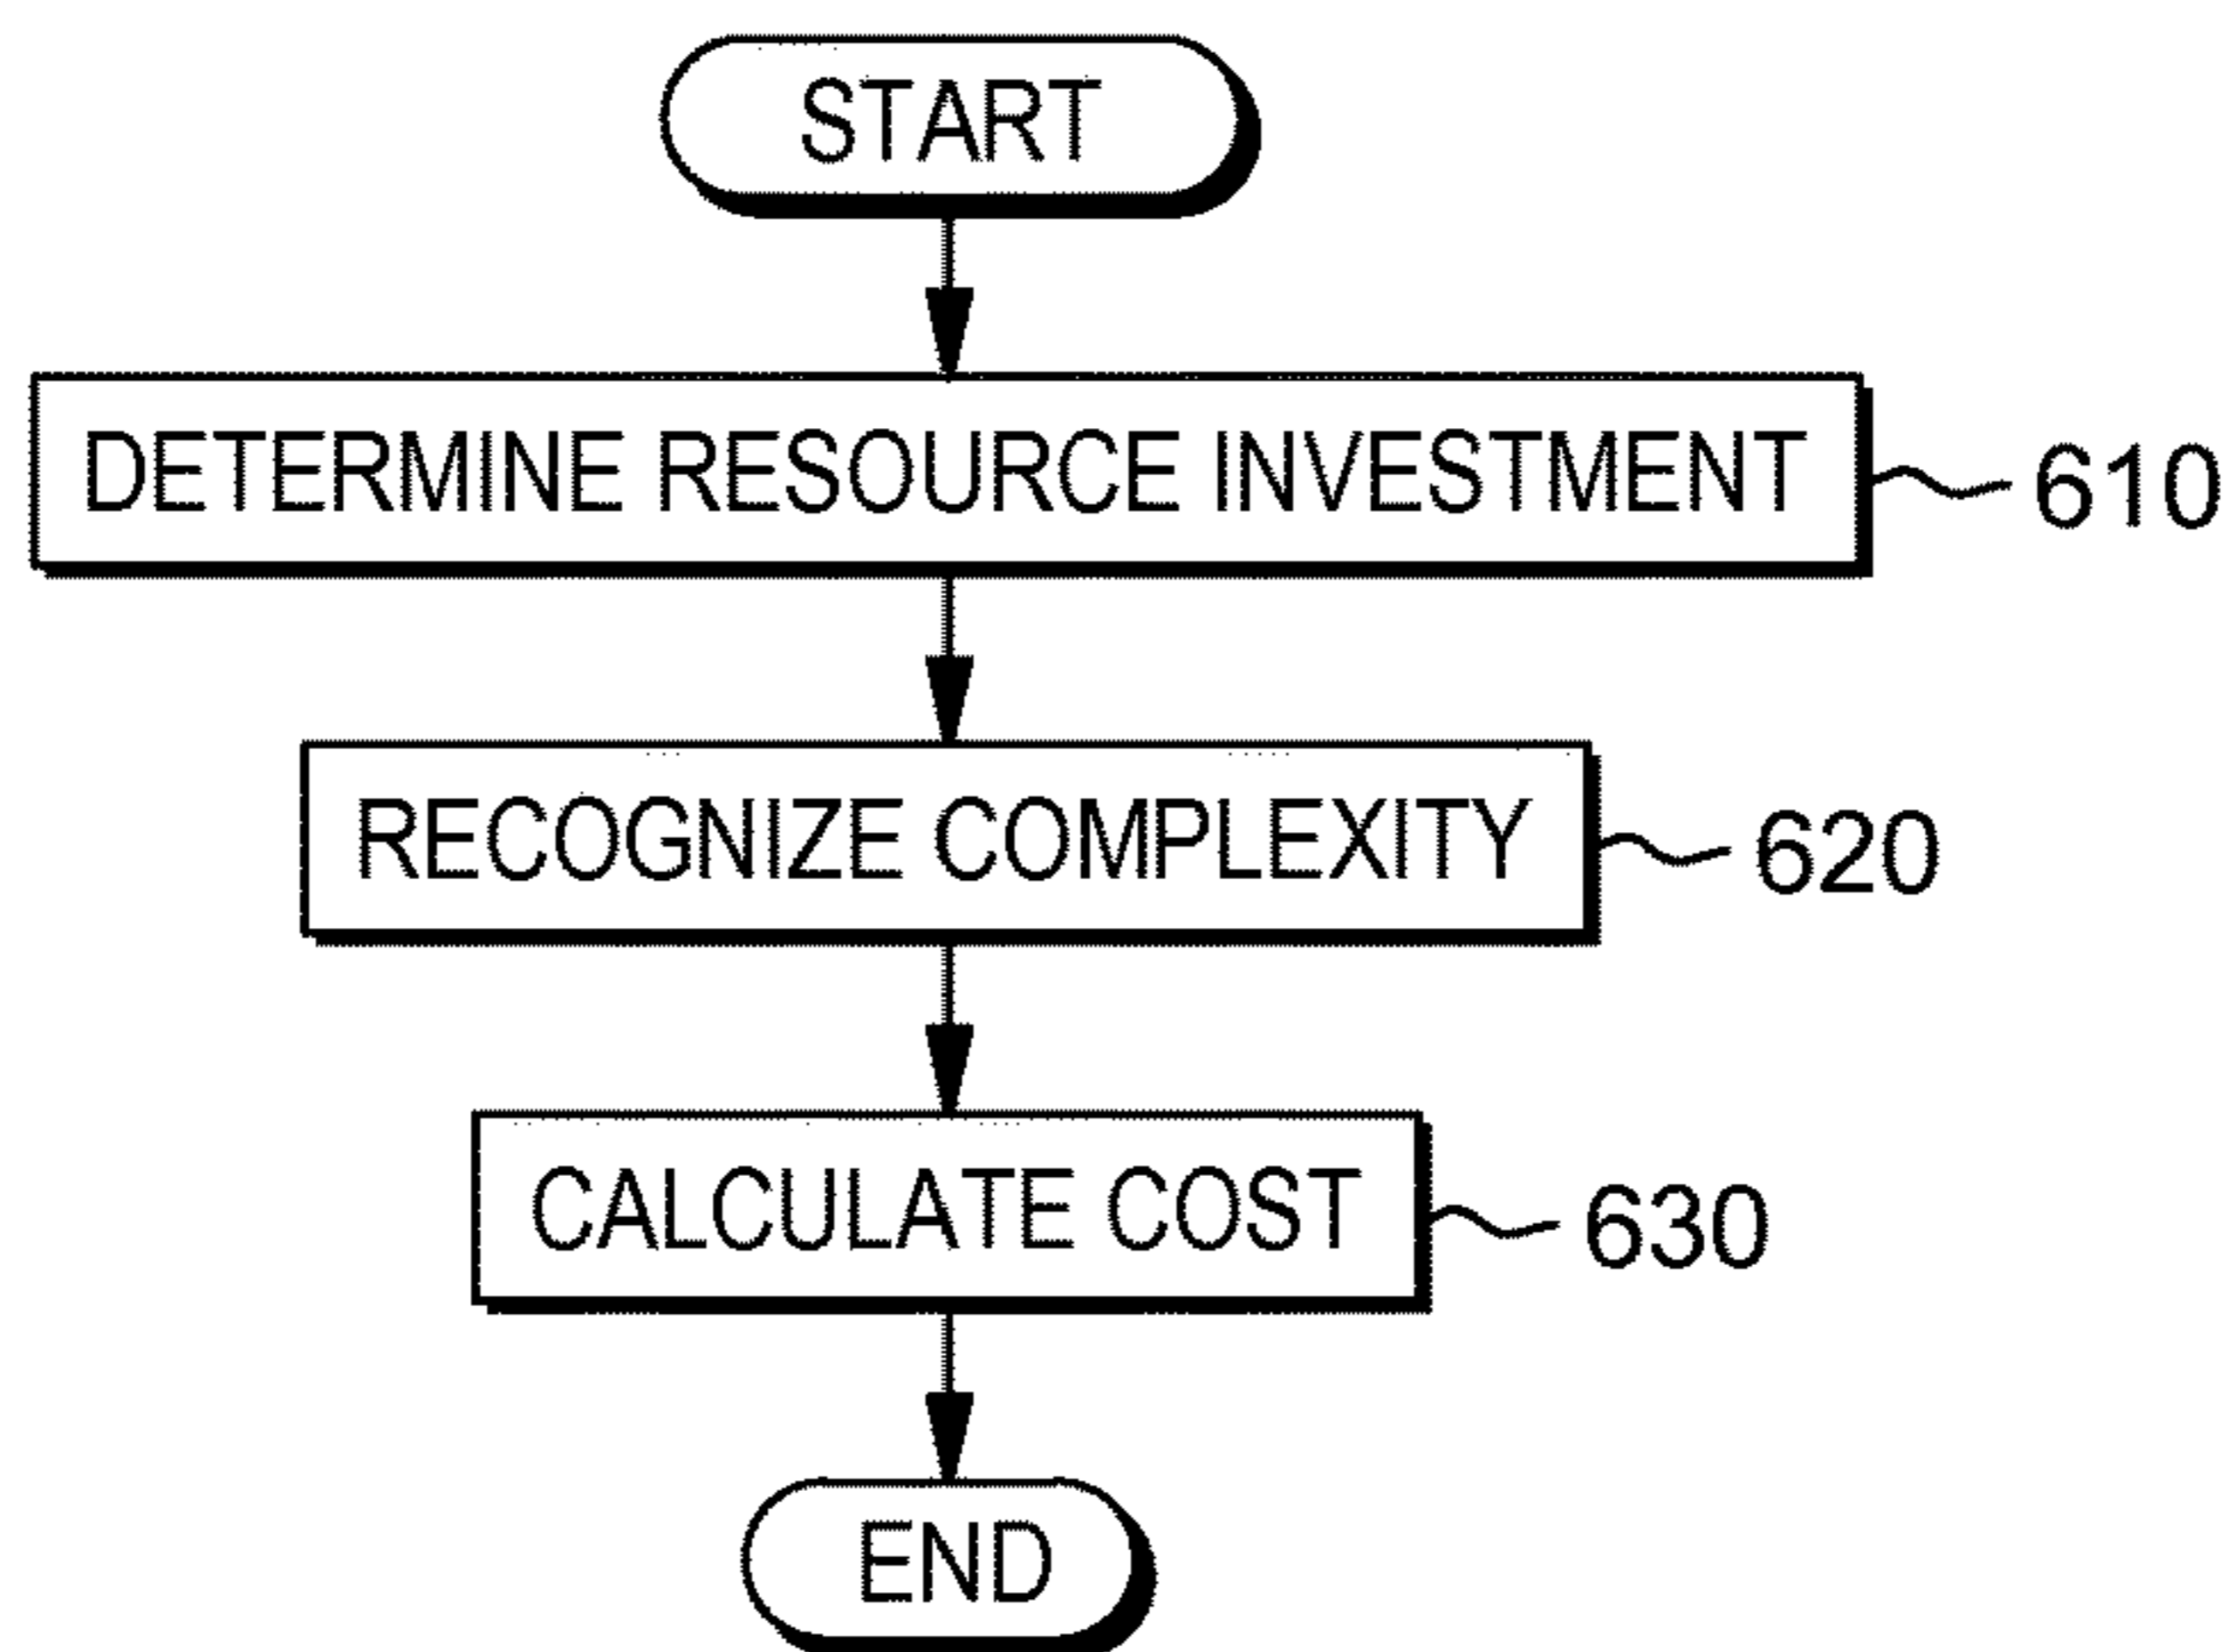 START
DETERMINE RESOURCE INVESTMENT
610
RECOGNIZE COMPLEXITY
620
CALCULATE COST
630
END